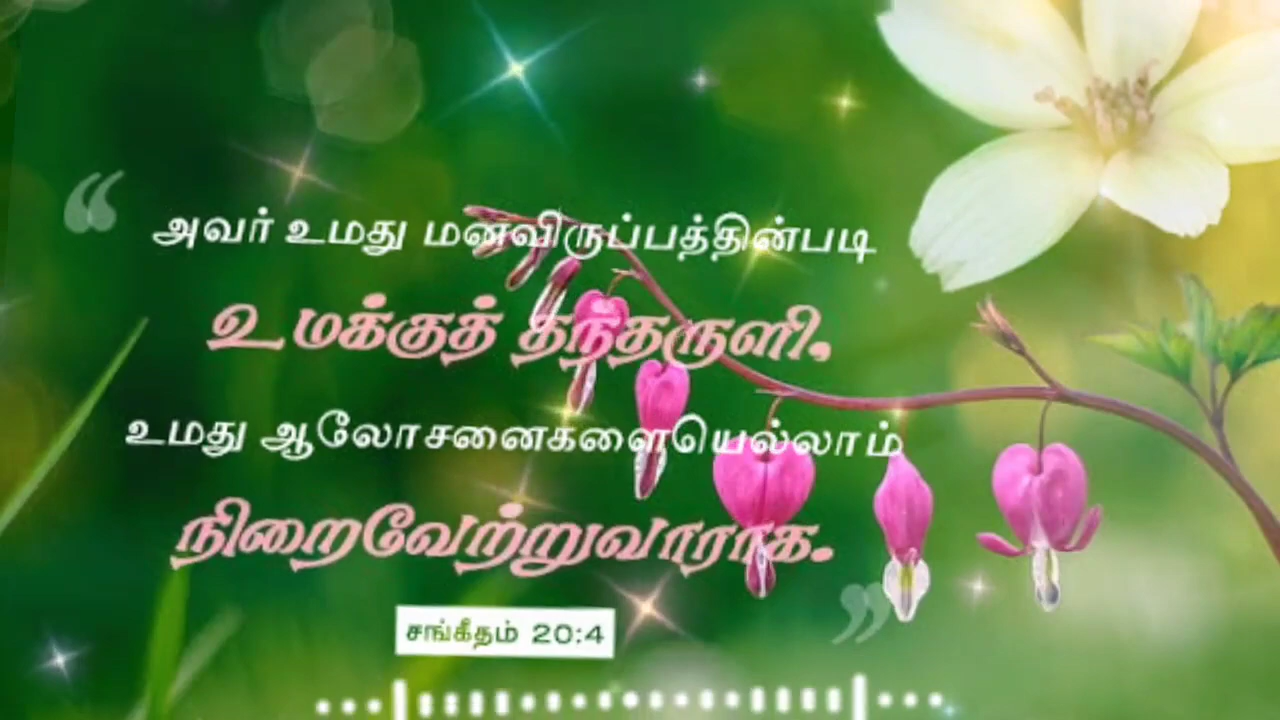 அவர் உமது மனவிருப்பத்தின்படி
உமக்குத் தந்தருளி,
உமது ஆலோசனைகளையெல்லாம்
நிறைவேற்றுவாராக.
சங்கீதம் 20:4